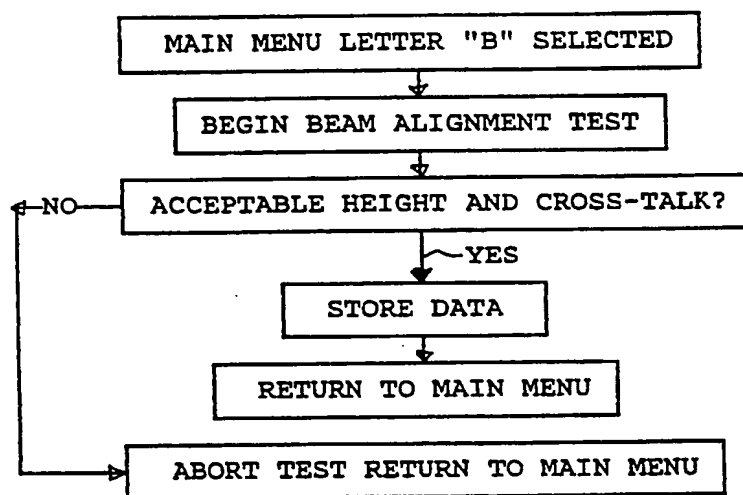 MAIN MENU LETTER "B" SELECTED
BEGIN BEAM ALIGNMENT TEST
NO
ACCEPTABLE HEIGHT AND CROSS-TALK?
YES
STORE DATA
RETURN TO MAIN MENU
ABORT TEST RETURN TO MAIN MENU